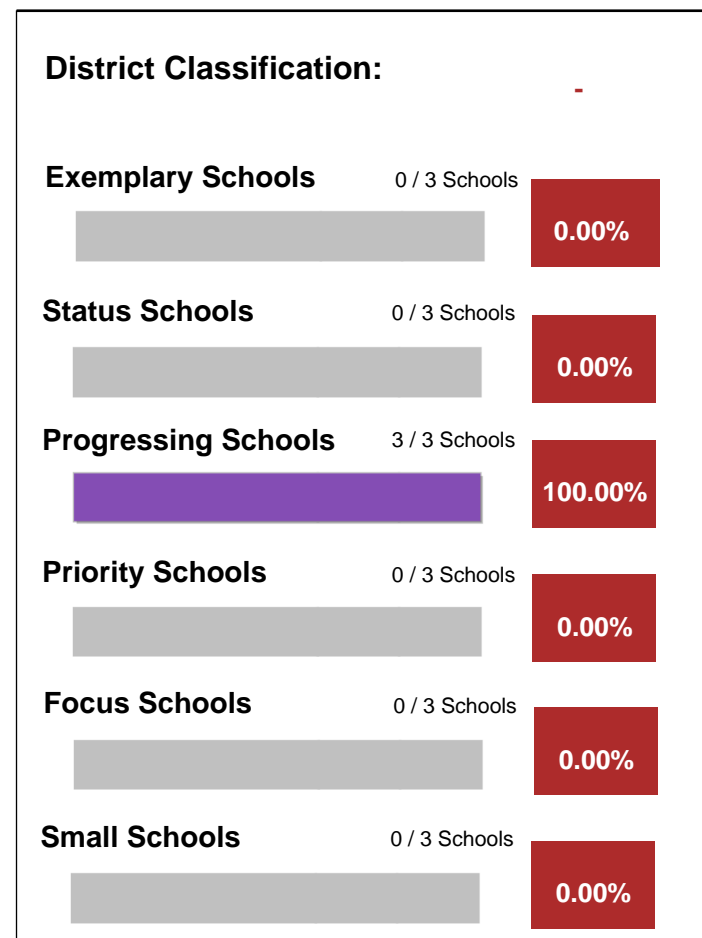 District Classification:
-
Exemplary Schools 0 / 3 Schools
0.00%
Status Schools 0 / 3 Schools
0.00%
Progressing Schools 3 / 3 Schools
100.00%
Priority Schools 0 / 3 Schools
0.00%
Focus Schools 0 / 3 Schools
0.00%
Small Schools 0 / 3 Schools
0.00%